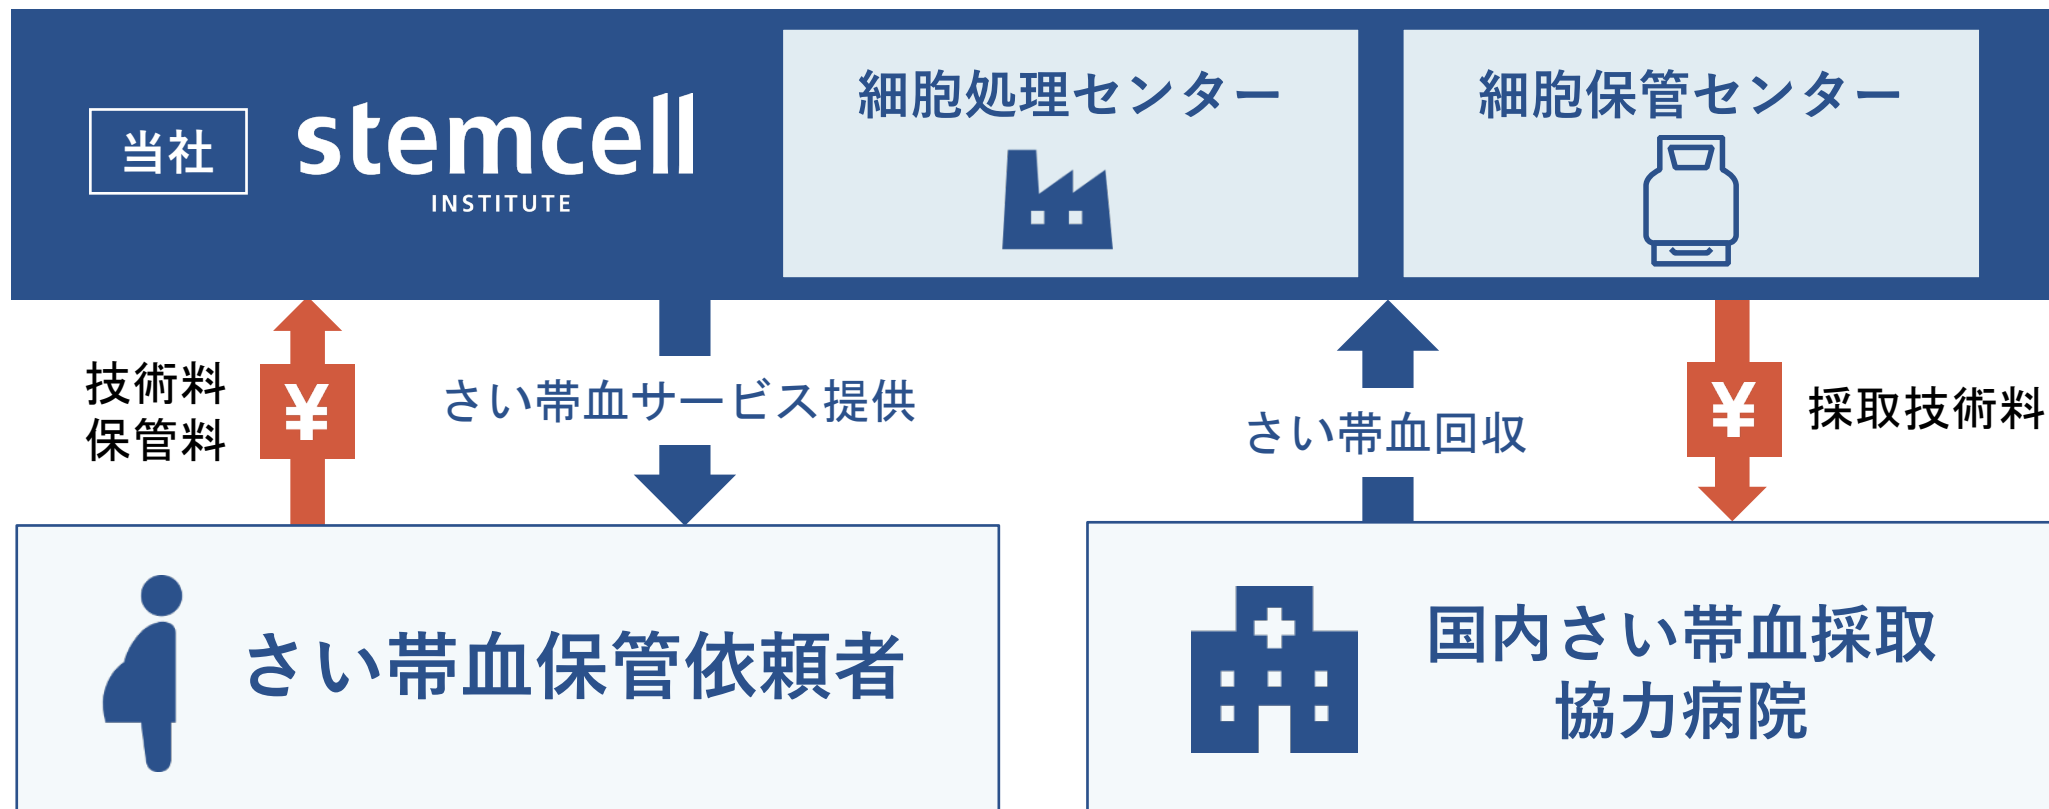 当社
stemcell
INSTITUTE
細胞処理センター
細胞保管センター
技術料
保管料
¥
さい帯血サービス提供
さい帯血回収
¥
採取技術料
さい帯血保管依頼者
国内さい帯血採取
協力病院